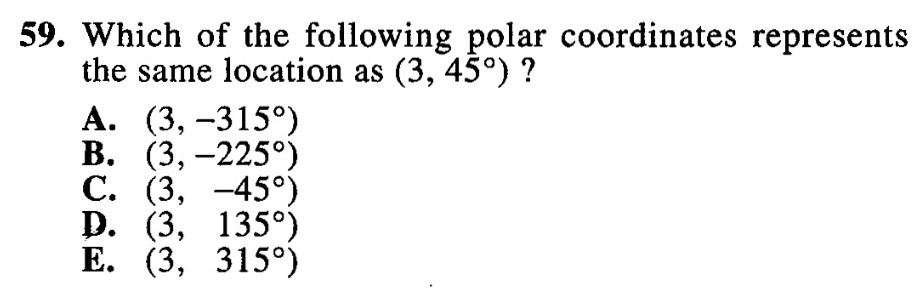 59. Which of the following polar coordinates represents
the same location as (3, 45°) ?
A. (3, –315°)
B. (3, –225°)
C. (3, –45°)
D. (3, 135°)
E. (3, 315°)